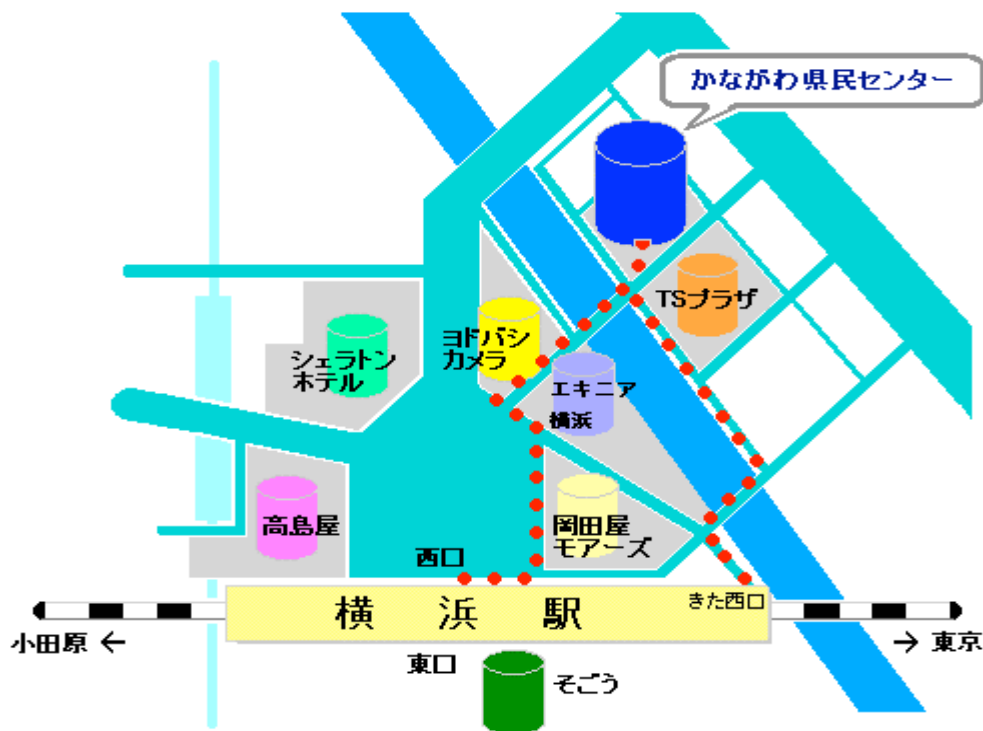 かながわ県民センター
TSプラザ
ヨドバシ
カメラ
シェラトン
ホテル
エキニア
横浜
高島屋
岡田屋
モアーズ
西口
きた西口
横浜駅
小田原 ←
→ 東京
東口
そごう